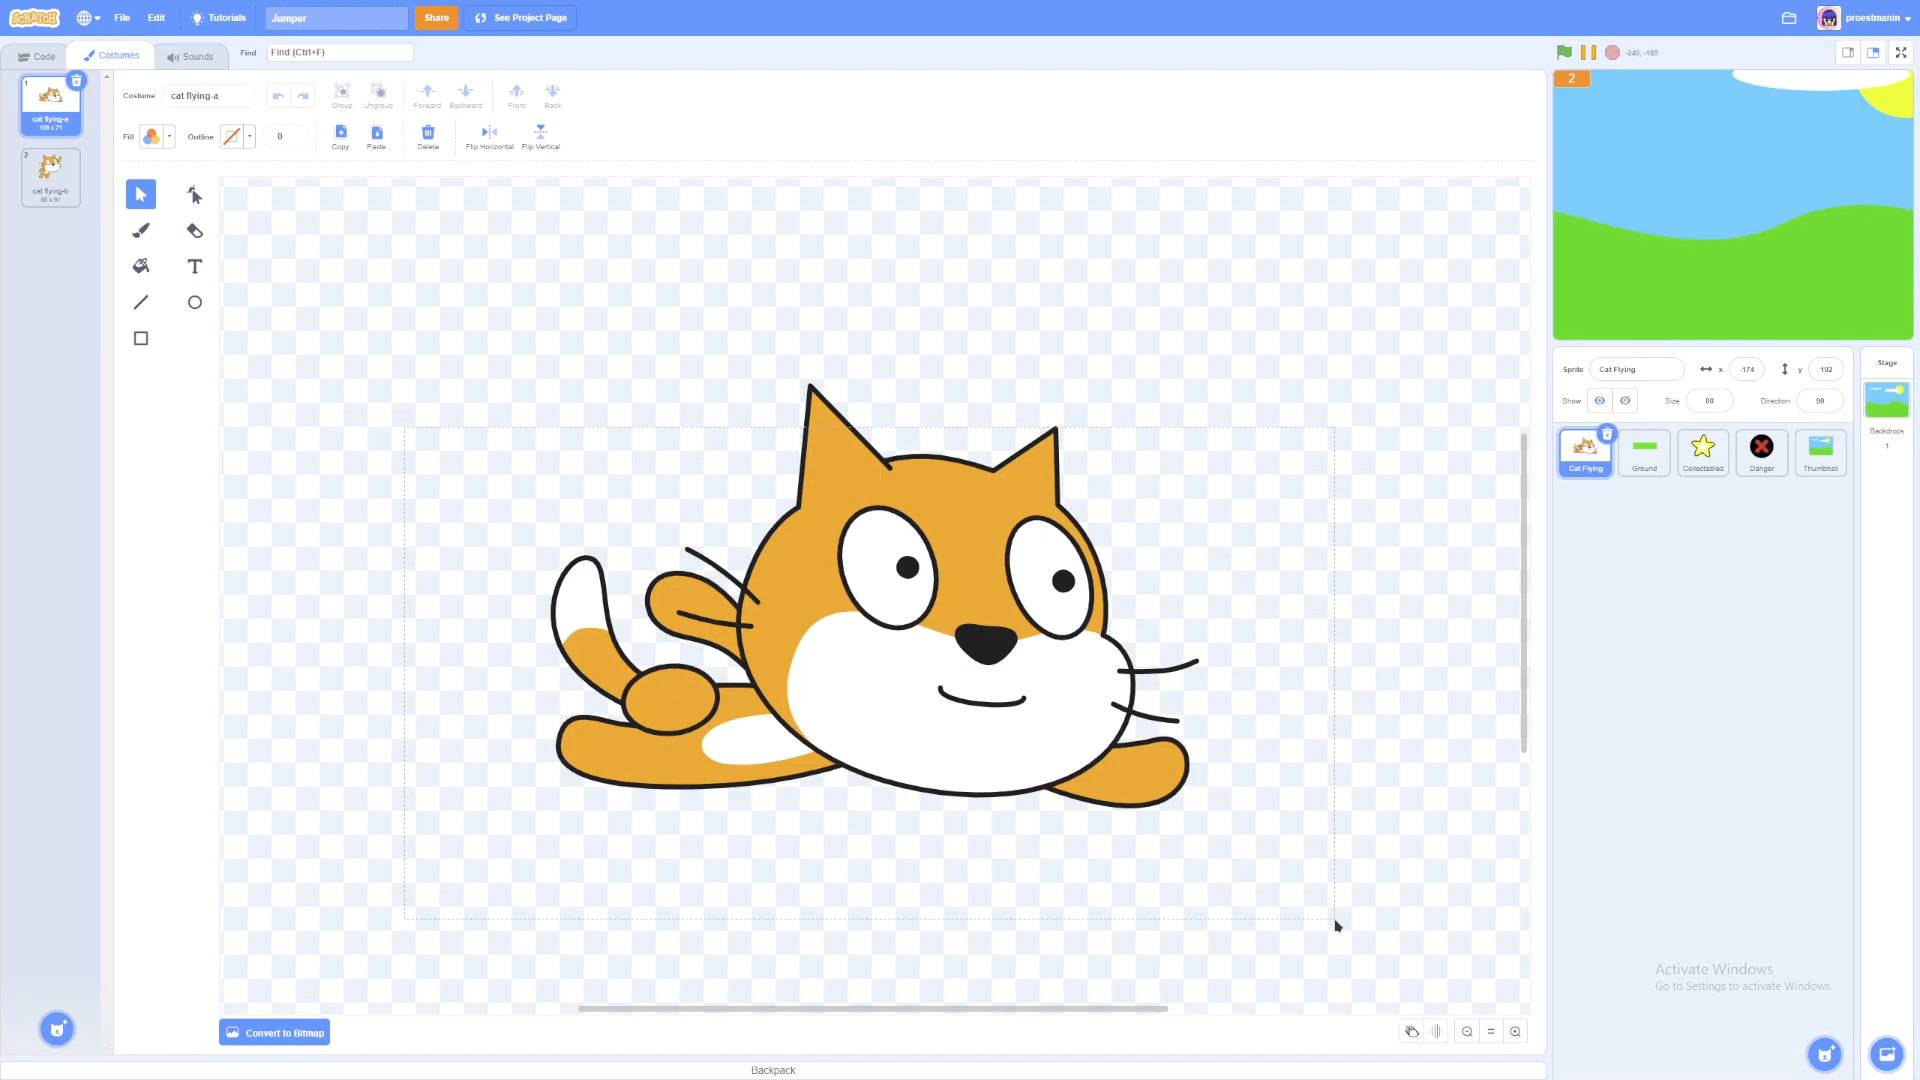 SCRATCH File Edit Tutorials Jumper Share See Project Page proestmanin
Code Costumes Sounds Find Find (Ctrl+F) -240, -180
1
cat flying-a
109 x 71
2
cat flying-b
Costume cat flying-a Group Ungroup Forward Backward Front Back
Fill Outline 0 Copy Paste Delete Flip Horizontal Flip Vertical
Convert to Bitmap
Backpack
2
Sprite Cat Flying x -174 y 102
Show Size 80 Direction 90
Cat Flying Ground Collectables Danger Thumbnail
Stage
Backdrops
1
Activate Windows
Go to Settings to activate Windows.